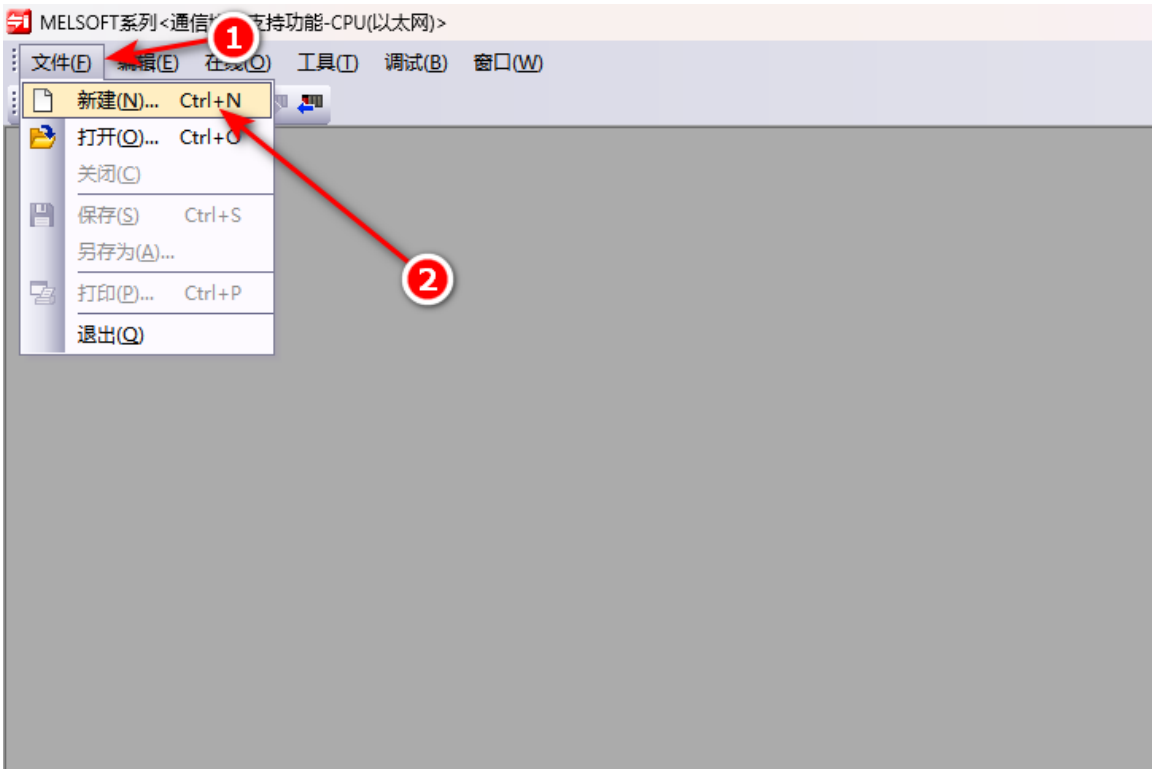 MELSOFT系列<通信 支持功能-CPU(以太网)>
1
文件(F) 编辑(E) 在线(O) 工具(T) 调试(B) 窗口(W)
新建(N)... Ctrl+N
打开(O)... Ctrl+O
关闭(C)
保存(S) Ctrl+S
另存为(A)...
2
打印(P)... Ctrl+P
退出(Q)